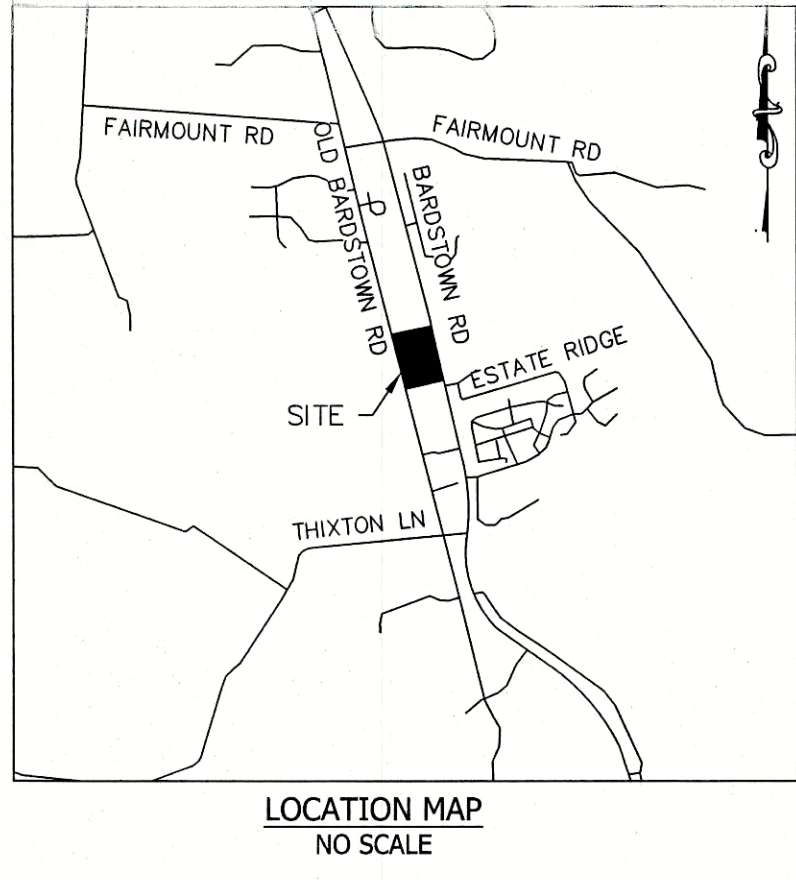 FAIRMOUNT RD
FAIRMOUNT RD
OLD BARDSTOWN RD
BARDSTOWN RD
ESTATE RIDGE
SITE
THIXTON LN
LOCATION MAP
NO SCALE